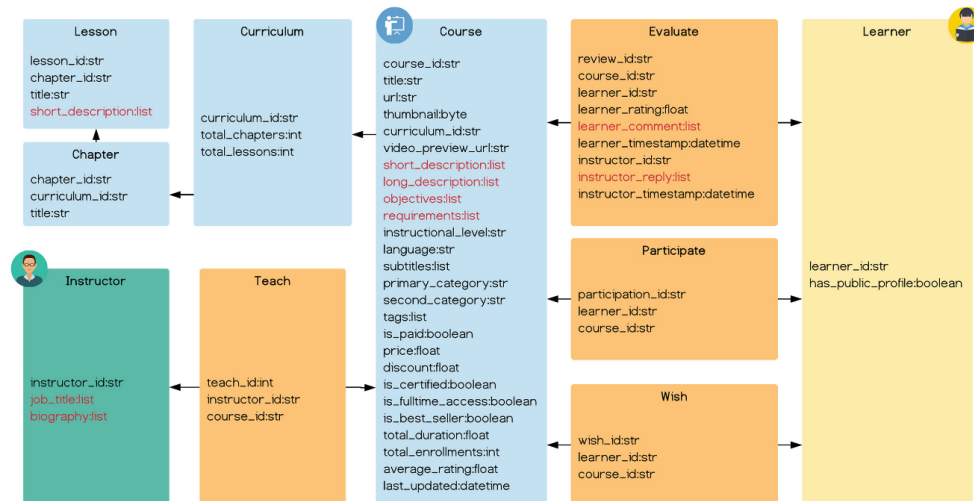 Lesson
lesson_id:str
chapter_id:str
title:str
short_description:list
Chapter
chapter_id:str
curriculum_id:str
title:str
Curriculum
curriculum_id:str
total_chapters:int
total_lessons:int
Course
course_id:str
title:str
url:str
thumbnail:byte
curriculum_id:str
video_preview_url:str
short_description:list
long_description:list
objectives:list
requirements:list
instructional_level:str
language:str
subtitles:list
primary_category:str
second_category:str
tags:list
is_paid:boolean
price:float
discount:float
is_certified:boolean
is_fulltime_access:boolean
is_best_seller:boolean
total_duration:float
total_enrollments:int
average_rating:float
last_updated:datetime
Evaluate
review_id:str
course_id:str
learner_id:str
learner_rating:float
learner_comment:list
learner_timestamp:datetime
instructor_id:str
instructor_reply:list
instructor_timestamp:datetime
Learner
learner_id:str
has_public_profile:boolean
Instructor
instructor_id:str
job_title:list
biography:list
Teach
teach_id:int
instructor_id:str
course_id:str
Participate
participation_id:str
learner_id:str
course_id:str
Wish
wish_id:str
learner_id:str
course_id:str